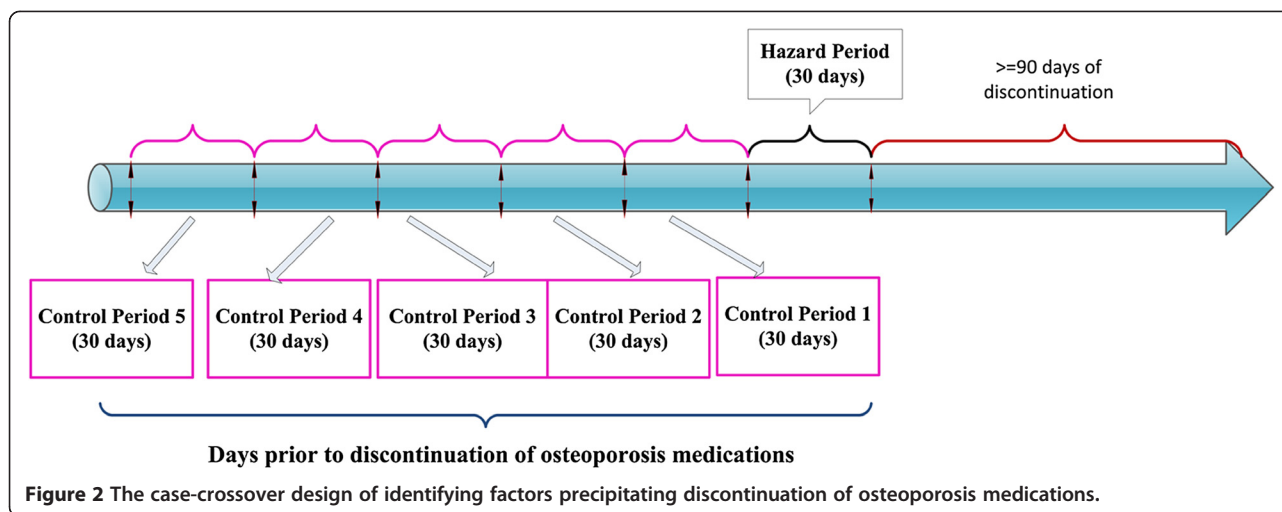 Hazard Period
(30 days)
>=90 days of
discontinuation
Control Period 5
(30 days)
Control Period 4
(30 days)
Control Period 3
(30 days)
Control Period 2
(30 days)
Control Period 1
(30 days)
Days prior to discontinuation of osteoporosis medications
Figure 2 The case-crossover design of identifying factors precipitating discontinuation of osteoporosis medications.